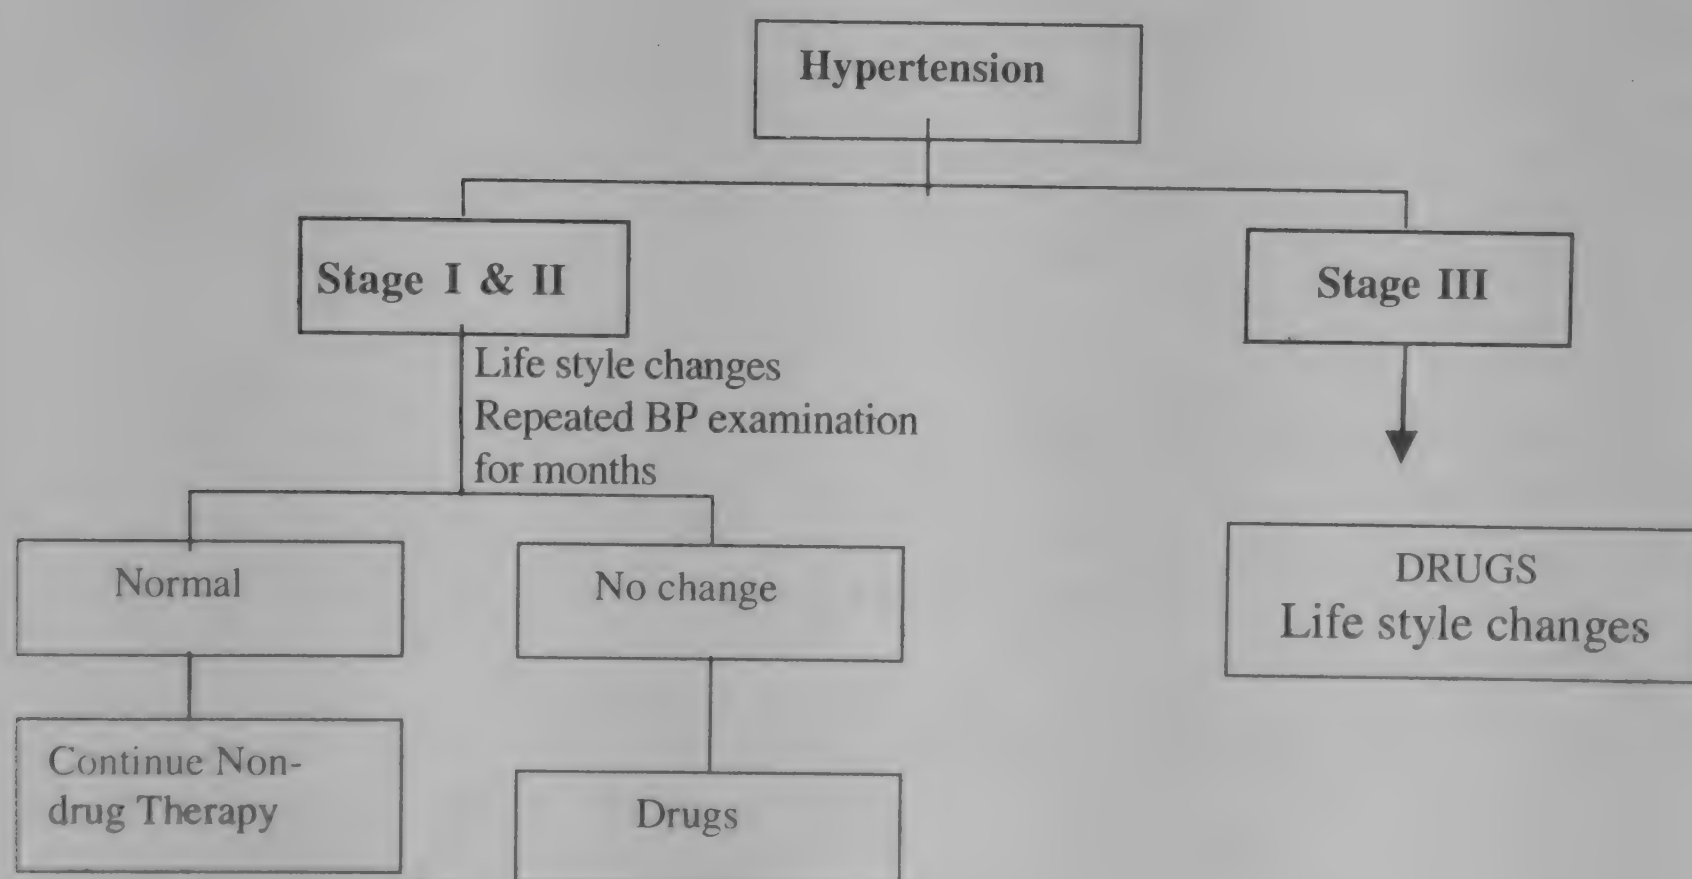 Hypertension
Stage I & II
Stage III
Life style changes
Repeated BP examination
for months
Normal
No change
DRUGS
Life style changes
Continue Non-
drug Therapy
Drugs